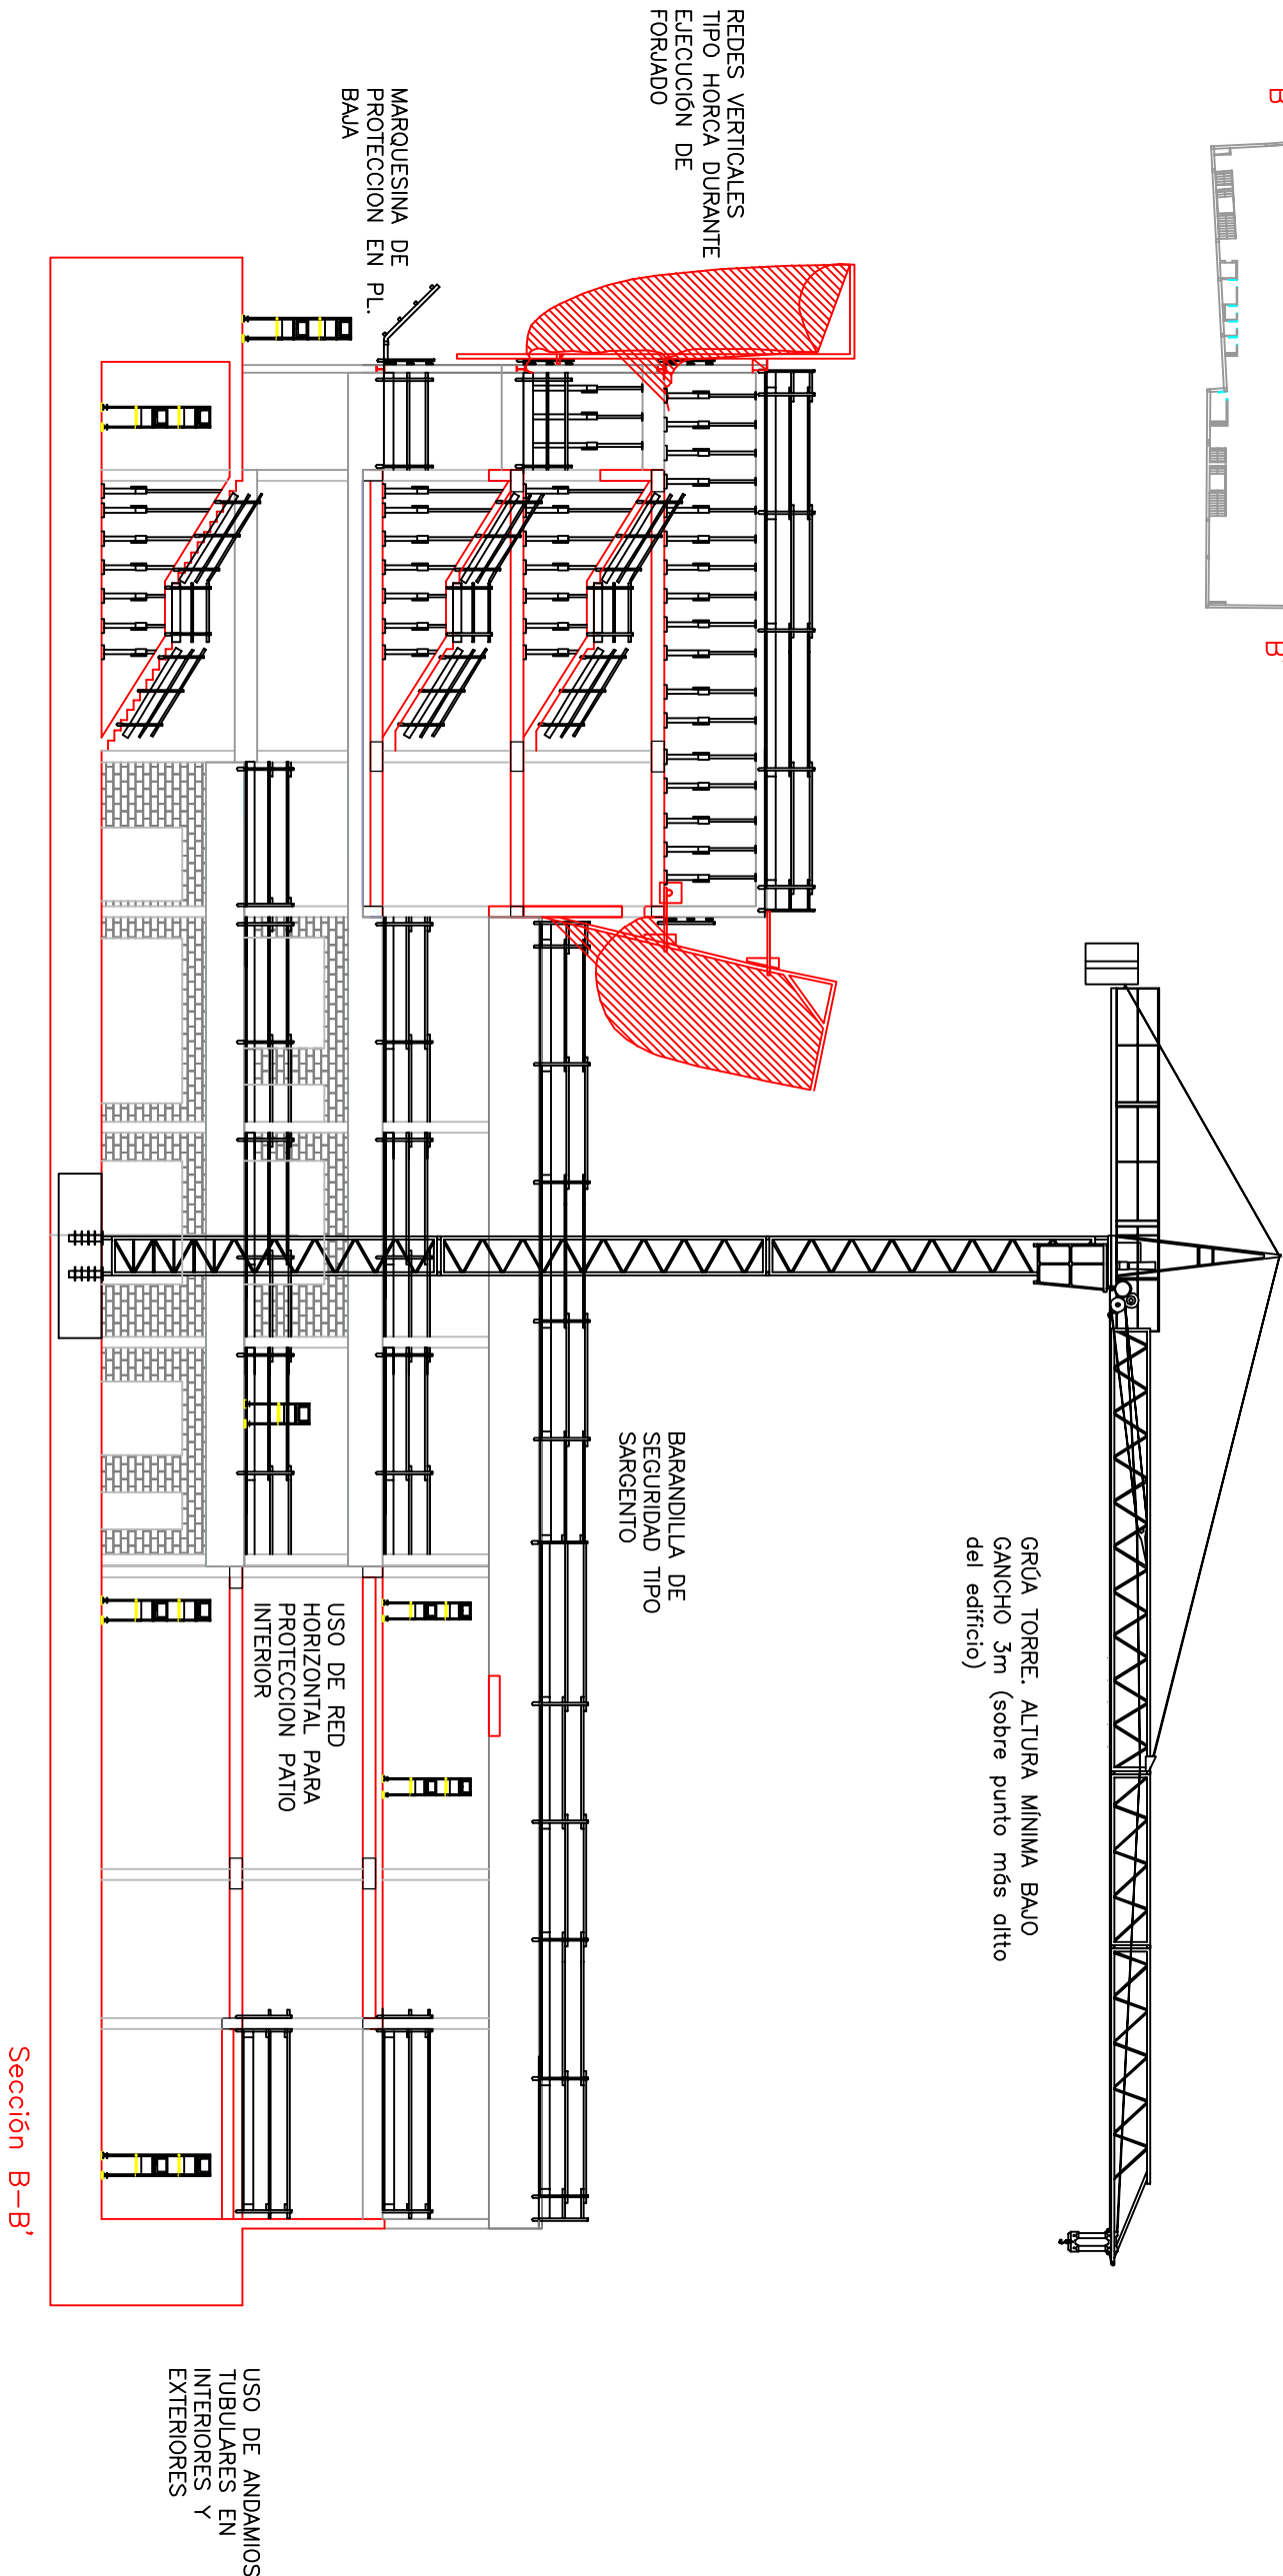 REDES VERTICALES
TIPO HORCA DURANTE
EJECUCIÓN DE
FORJADO
MARQUESINA DE
PROTECCION EN PL.
BAJA
BARANDILLA DE
SEGURIDAD TIPO
SARGENTO
GRÚA TORRE. ALTURA MÍNIMA BAJO
GANCHO 3m (sobre punto más altto
del edificio)
USO DE RED
HORIZONTAL PARA
PROTECCION PATIO
INTERIOR
USO DE ANDAMIOS
TUBULARES EN
INTERIORES Y
EXTERIORES
Sección B-B'
B
B'